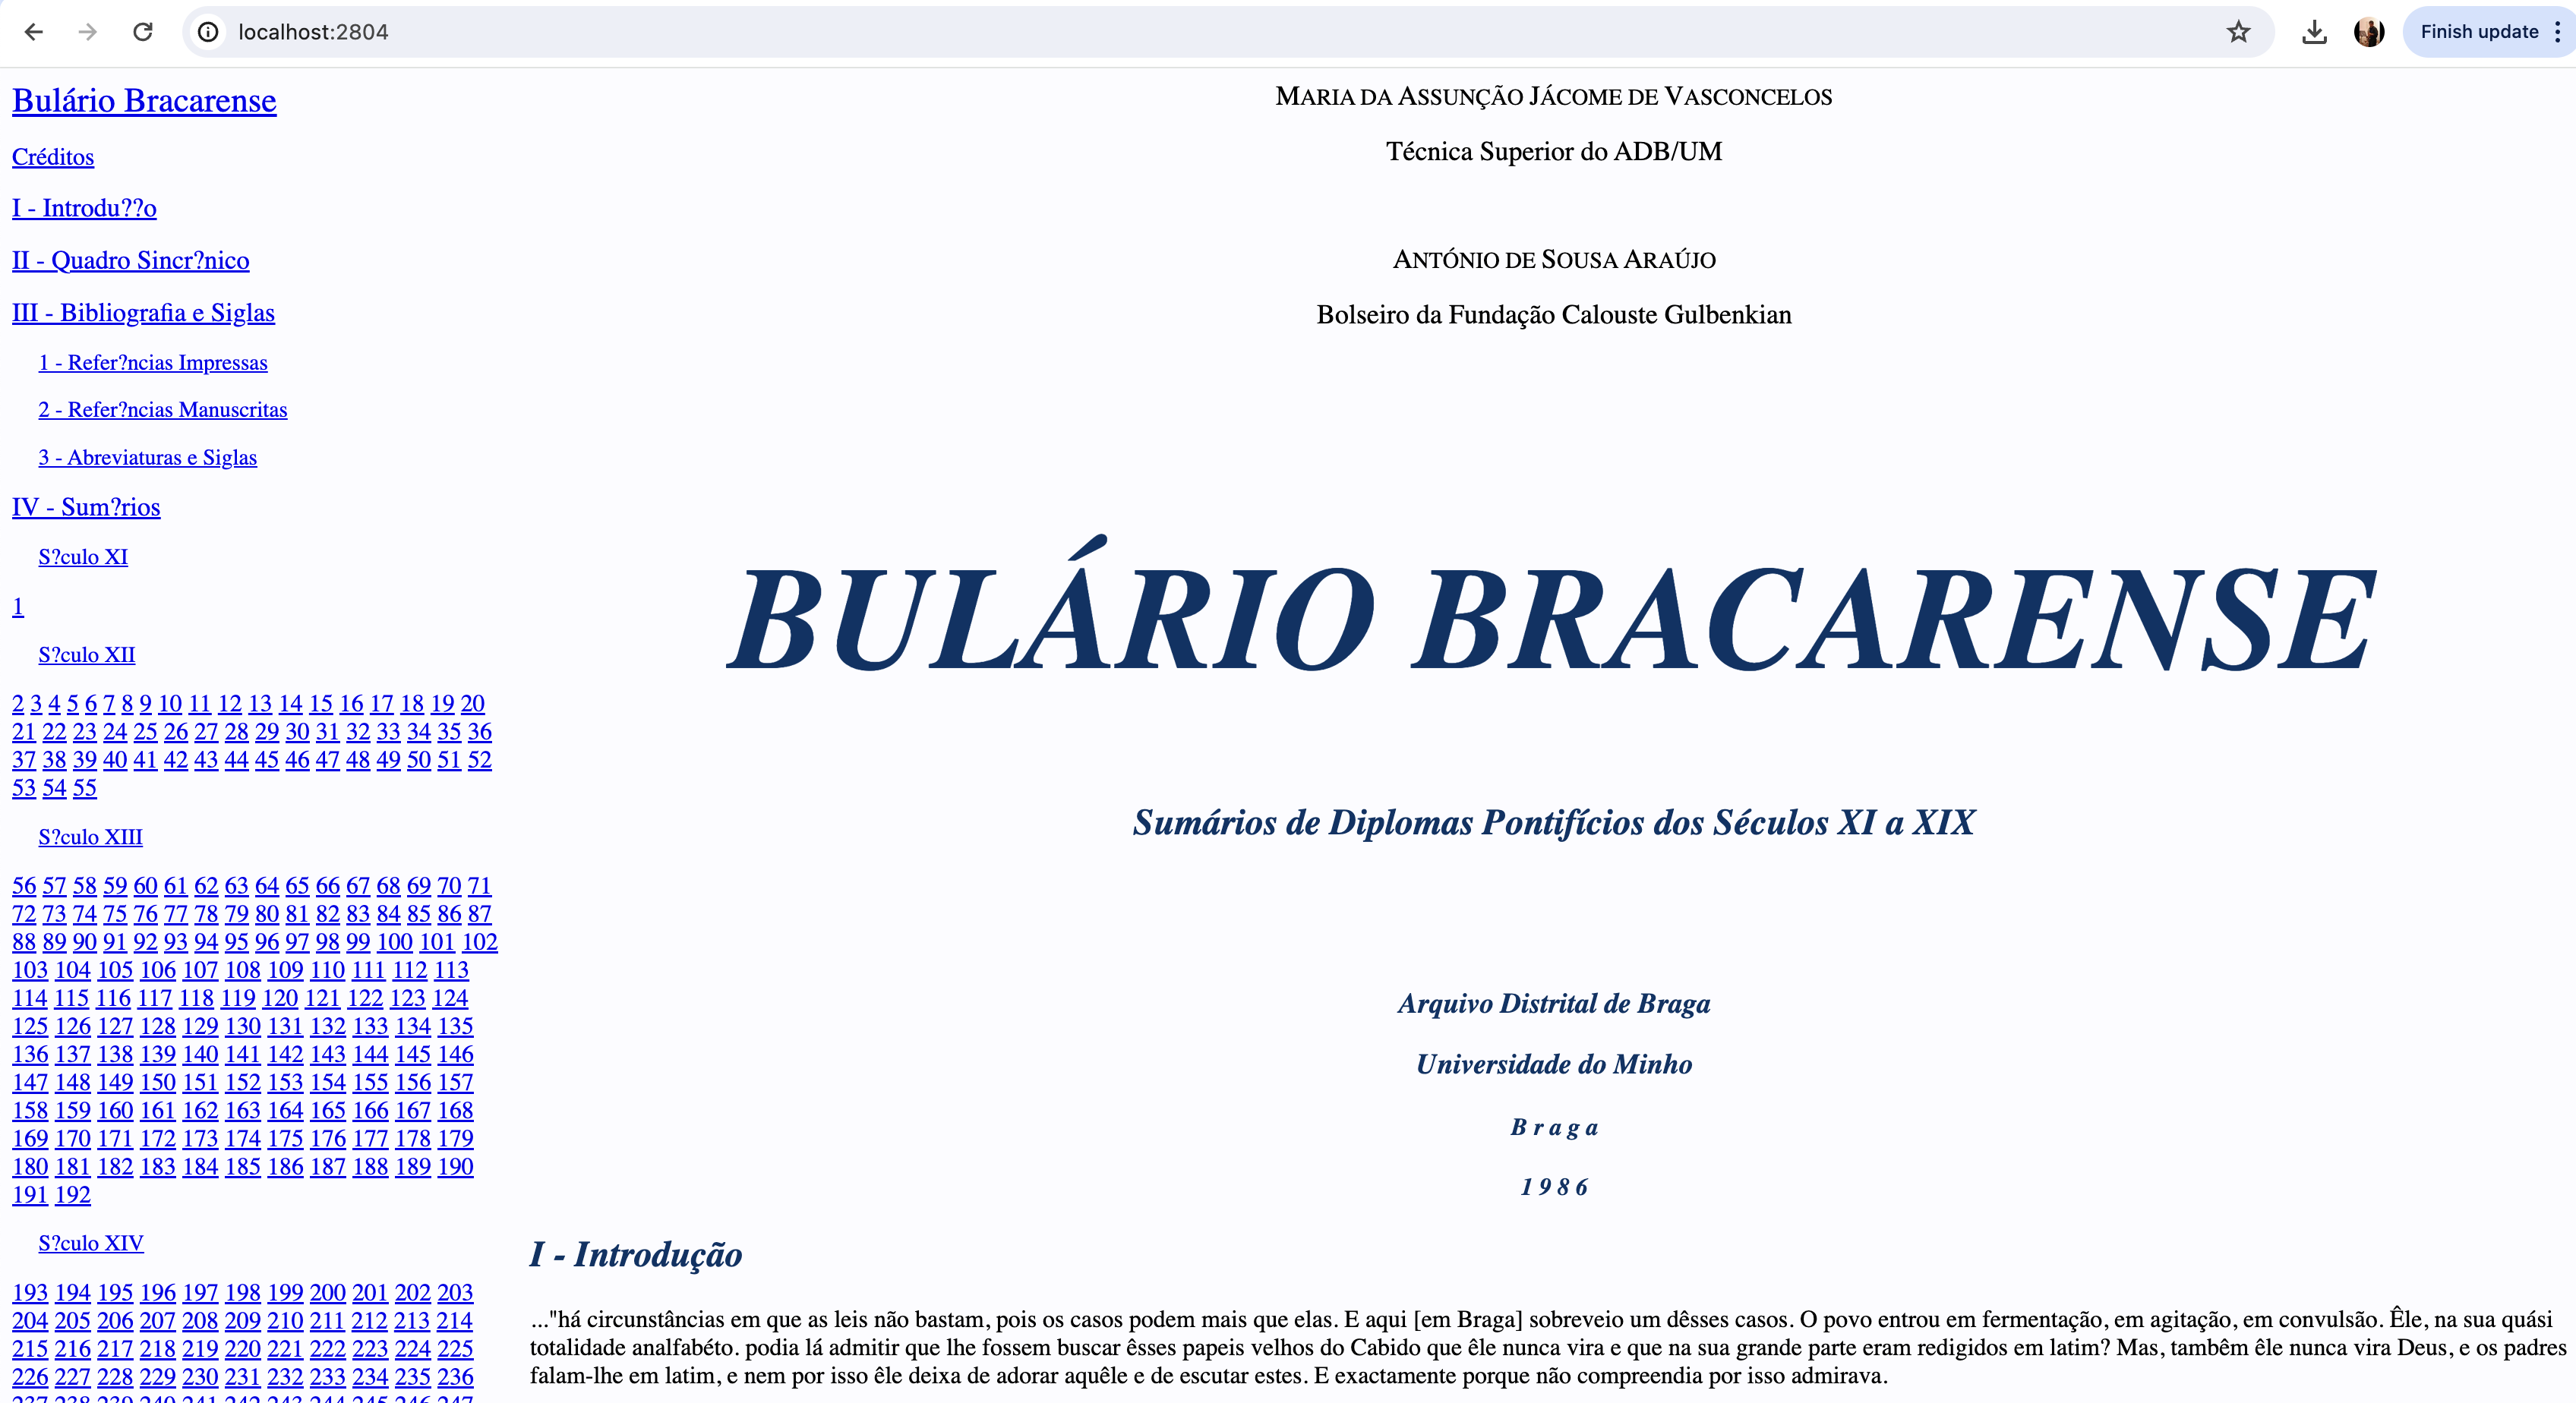 localhost:2804
Finish update
Bulário Bracarense
Créditos
I - Introdu??o
II - Quadro Sincr?nico
III - Bibliografia e Siglas
1 - Refer?ncias Impressas
2 - Refer?ncias Manuscritas
3 - Abreviaturas e Siglas
IV - Sum?rios
S?culo XI
1
S?culo XII
2 3 4 5 6 7 8 9 10 11 12 13 14 15 16 17 18 19 20
21 22 23 24 25 26 27 28 29 30 31 32 33 34 35 36
37 38 39 40 41 42 43 44 45 46 47 48 49 50 51 52
53 54 55
S?culo XIII
56 57 58 59 60 61 62 63 64 65 66 67 68 69 70 71
72 73 74 75 76 77 78 79 80 81 82 83 84 85 86 87
88 89 90 91 92 93 94 95 96 97 98 99 100 101 102
103 104 105 106 107 108 109 110 111 112 113
114 115 116 117 118 119 120 121 122 123 124
125 126 127 128 129 130 131 132 133 134 135
136 137 138 139 140 141 142 143 144 145 146
147 148 149 150 151 152 153 154 155 156 157
158 159 160 161 162 163 164 165 166 167 168
169 170 171 172 173 174 175 176 177 178 179
180 181 182 183 184 185 186 187 188 189 190
191 192
S?culo XIV
193 194 195 196 197 198 199 200 201 202 203
204 205 206 207 208 209 210 211 212 213 214
215 216 217 218 219 220 221 222 223 224 225
226 227 228 229 230 231 232 233 234 235 236
237 238 239 240 241 242 243 244 245 246 247
MARIA DA ASSUNÇÃO JÁCOME DE VASCONCELOS
Técnica Superior do ADB/UM
ANTÓNIO DE SOUSA ARAÚJO
Bolseiro da Fundação Calouste Gulbenkian
BULÁRIO BRACARENSE
Sumários de Diplomas Pontifícios dos Séculos XI a XIX
Arquivo Distrital de Braga
Universidade do Minho
B r a g a
1 9 8 6
I - Introdução
..."há circunstâncias em que as leis não bastam, pois os casos podem mais que elas. E aqui [em Braga] sobreveio um dêsses casos. O povo entrou em fermentação, em agitação, em convulsão. Êle, na sua quási
totalidade analfabéto. podia lá admitir que lhe fossem buscar êsses papeis velhos do Cabido que êle nunca vira e que na sua grande parte eram redigidos em latim? Mas, tambêm êle nunca vira Deus, e os padres
falam-lhe em latim, e nem por isso êle deixa de adorar aquêle e de escutar estes. E exactamente porque não compreendia por isso admirava.